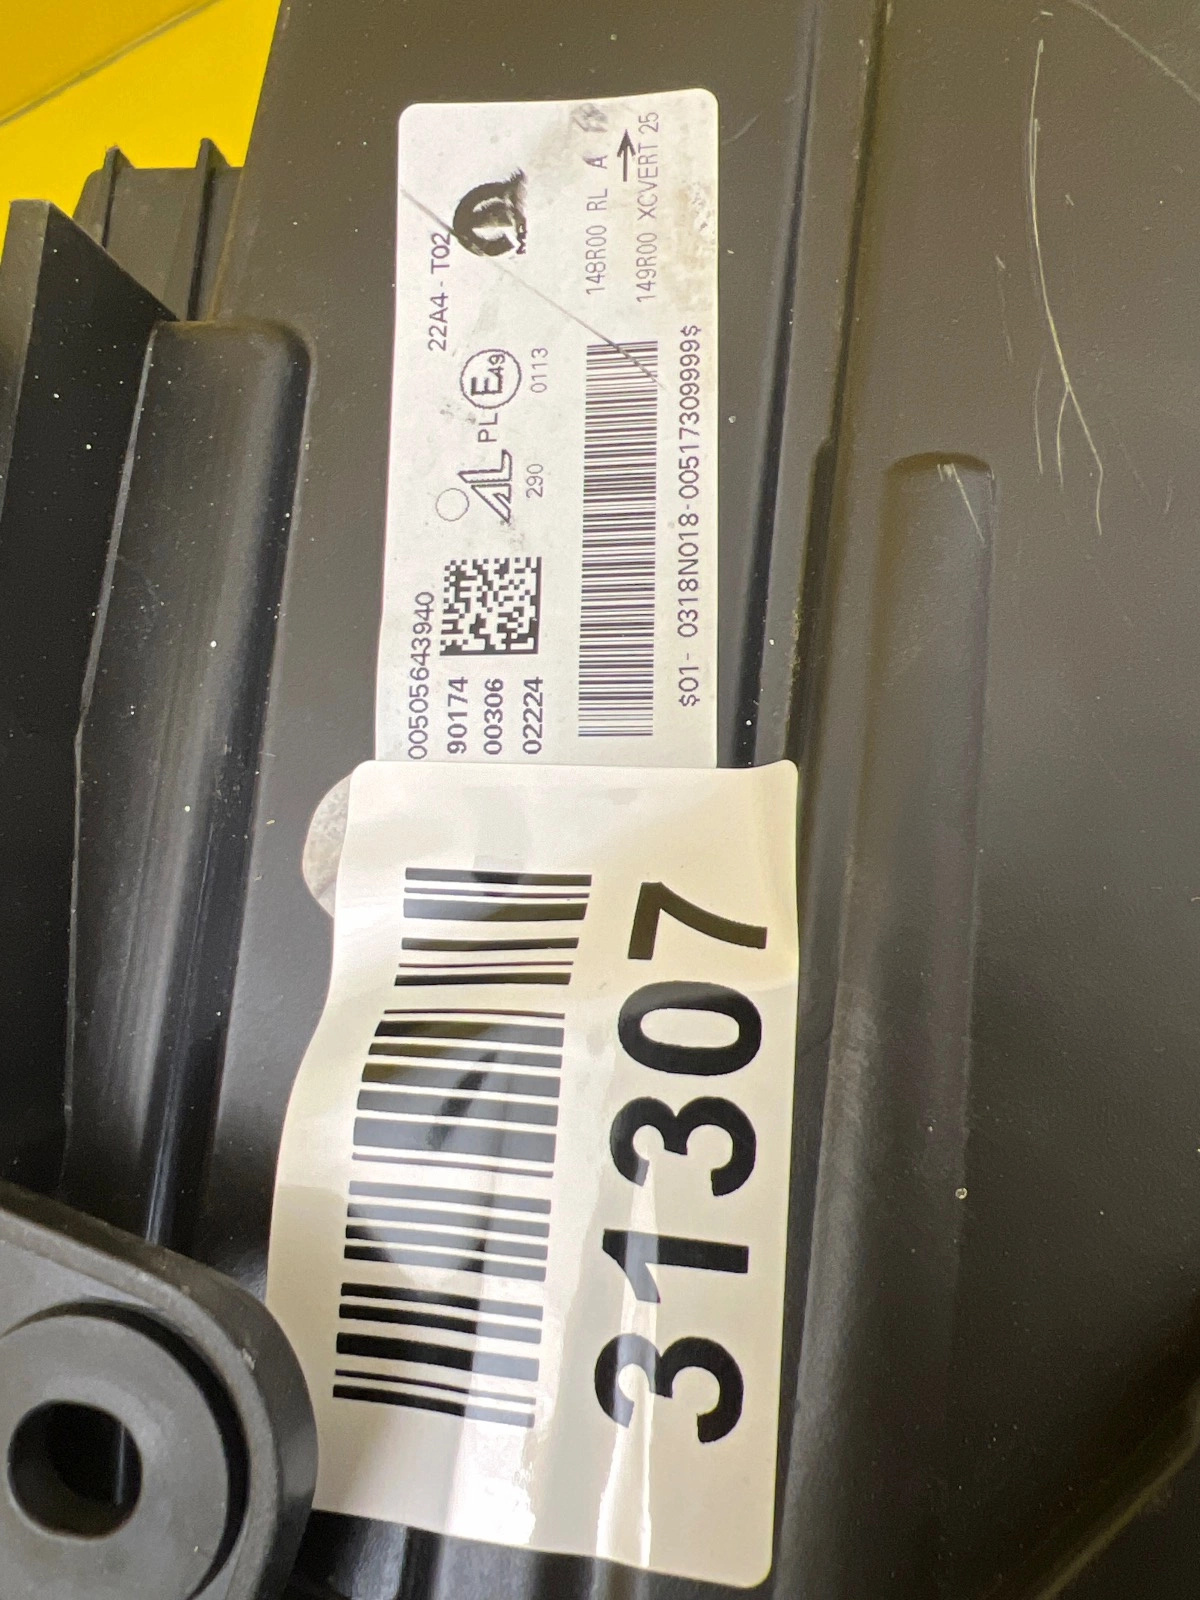 00505643940
22A4-T02
90174
00306
02224
AL
PL E49
290
0113
148R00 RL A
149R00 XCVERT 25
$01- 0318N018-00517309999$
31307